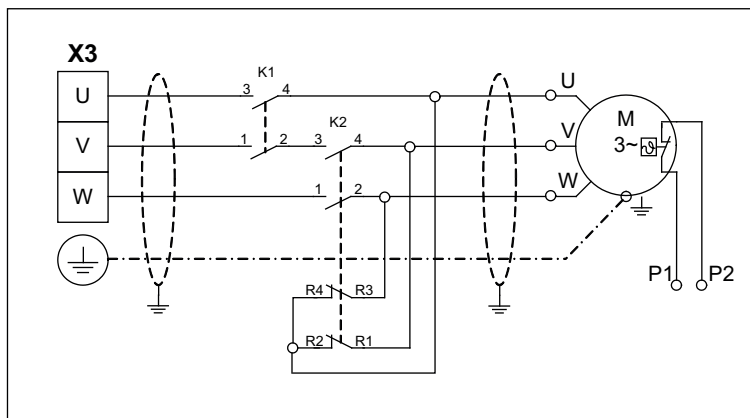 X3
K1
U 3 4 U
M
3~ ϑ
V 1 2 3 K2 4 V
W 1 2 W
P1 P2
R4 R3
R2 R1